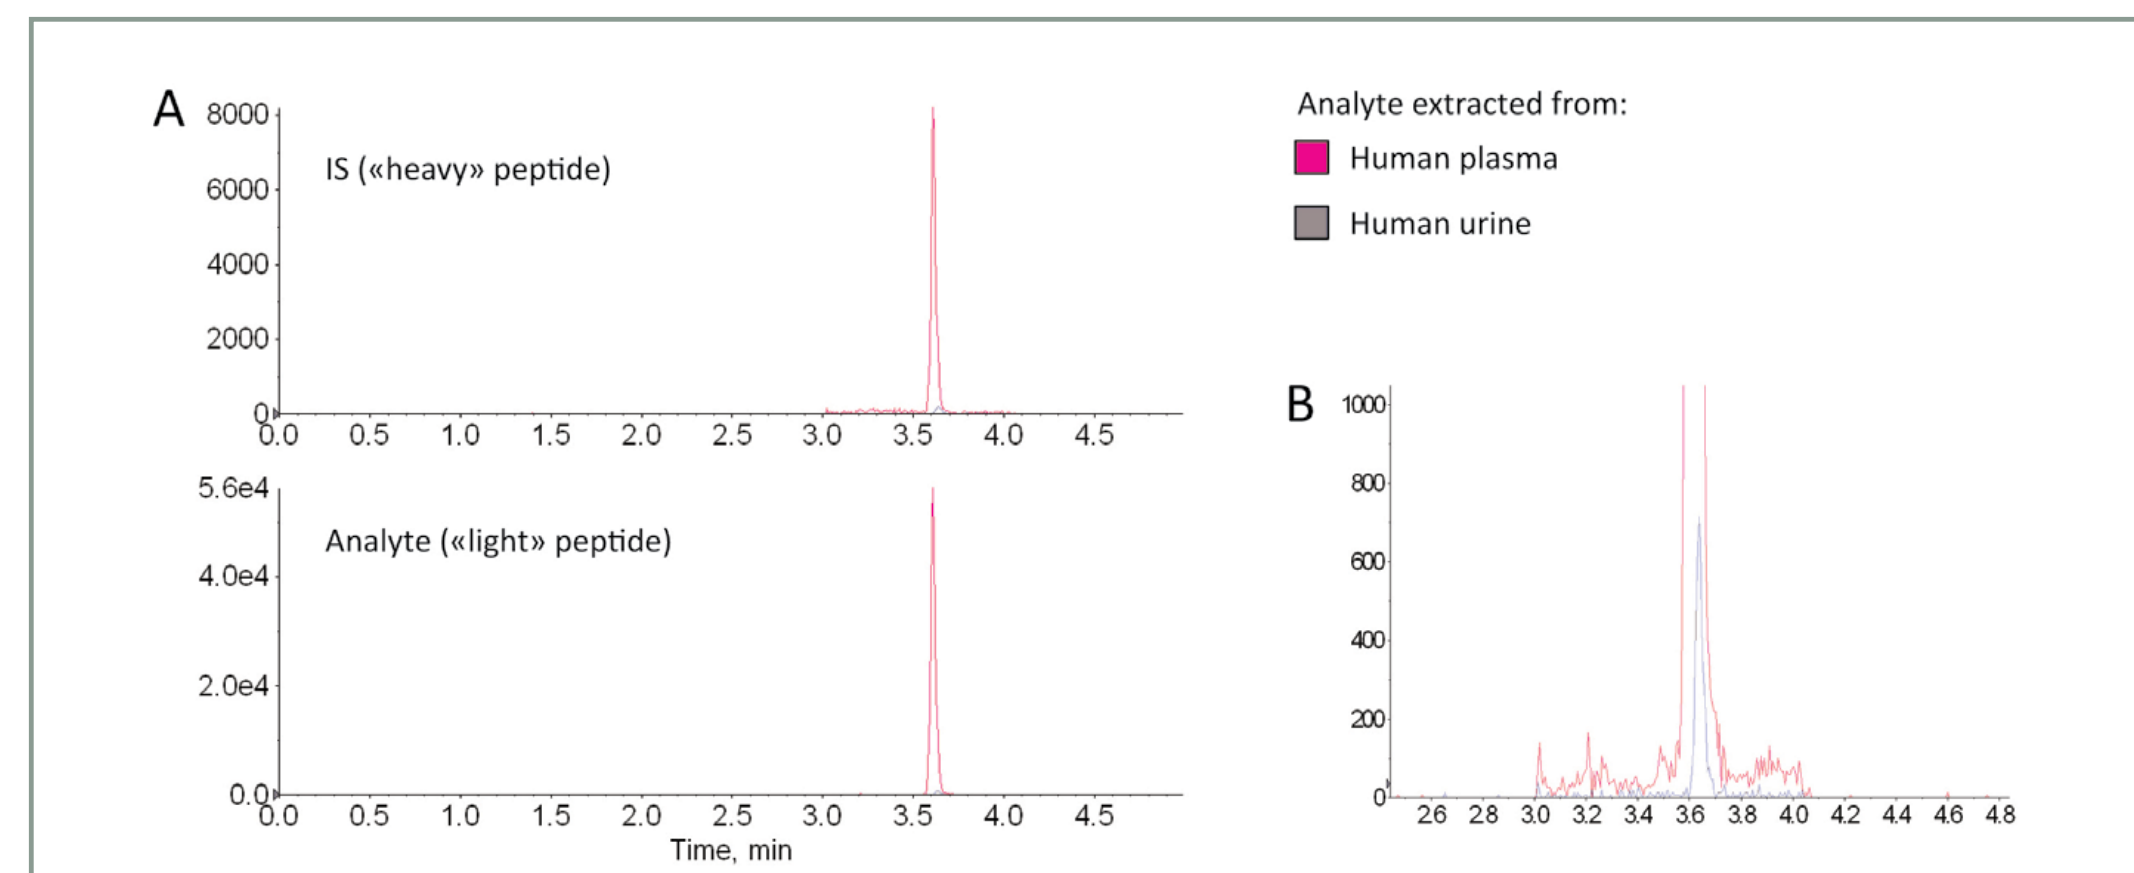 A
8000
IS («heavy» peptide)
6000
4000
2000
0
0.0 0.5 1.0 1.5 2.0 2.5 3.0 3.5 4.0 4.5
5.6e4
Analyte («light» peptide)
4.0e4
2.0e4
0.0
0.0 0.5 1.0 1.5 2.0 2.5 3.0 3.5 4.0 4.5
Time, min
Analyte extracted from:
Human plasma
Human urine
B
1000
800
600
400
200
0
2.6 2.8 3.0 3.2 3.4 3.6 3.8 4.0 4.2 4.4 4.6 4.8